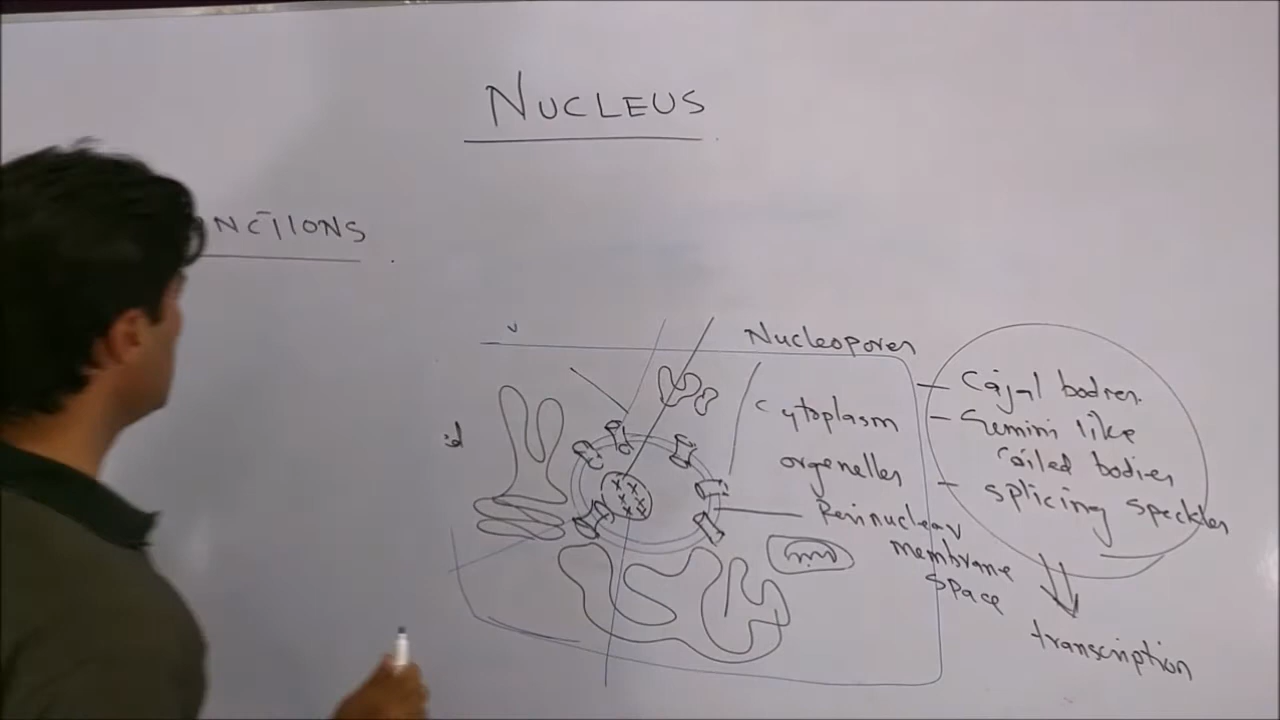 NUCLEUS
NCTIONS
Nucleopores
Cytoplasm
organelles
Perinuclear
membrane
space
- Cajal bodies.
- Gemini like
Coiled bodies
- splicing speckles
transcription